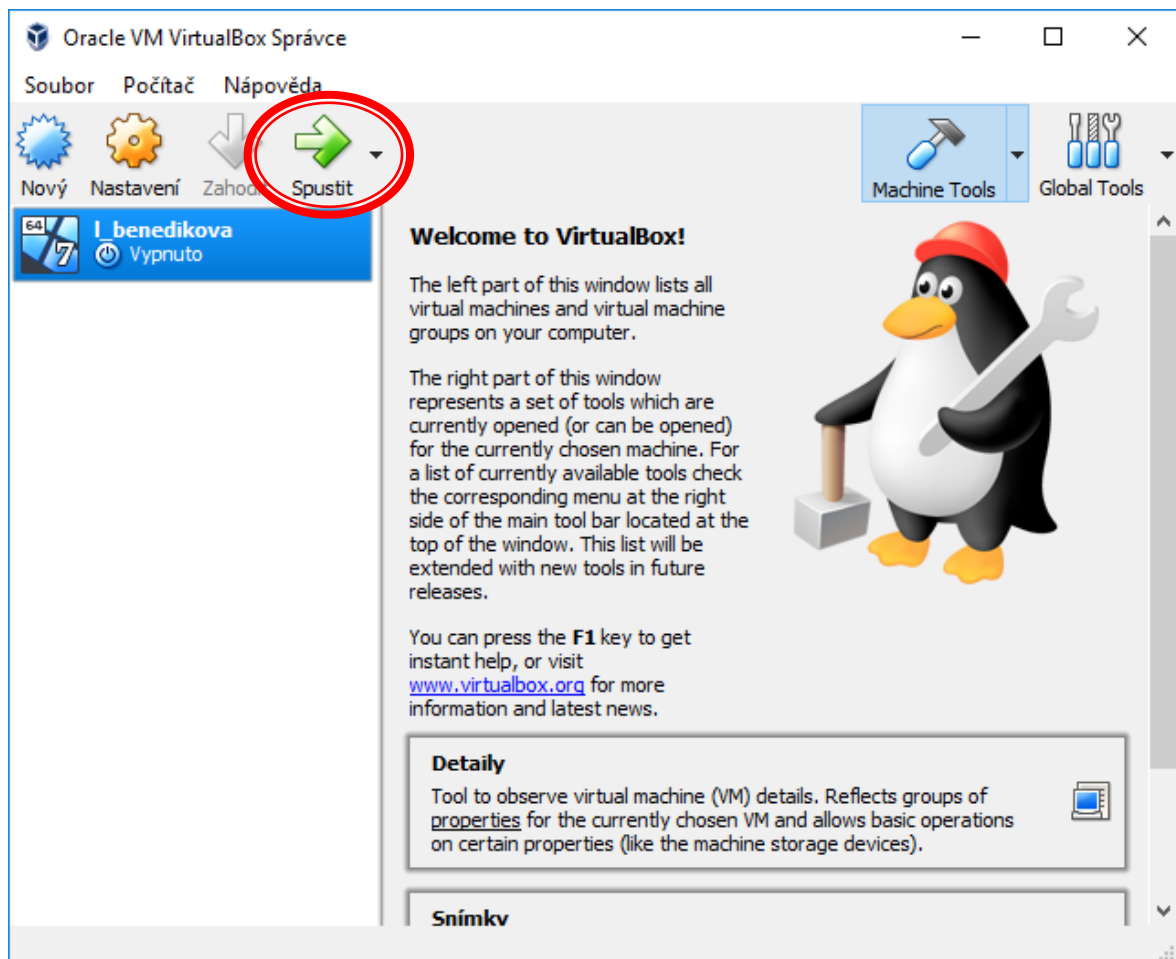 Oracle VM VirtualBox Správce
Soubor Počítač Nápověda
Nový Nastavení Zahodit Spustit Machine Tools Global Tools
64
7
l_benedikova
Vypnuto
Welcome to VirtualBox!
The left part of this window lists all
virtual machines and virtual machine
groups on your computer.
The right part of this window
represents a set of tools which are
currently opened (or can be opened)
for the currently chosen machine. For
a list of currently available tools check
the corresponding menu at the right
side of the main tool bar located at the
top of the window. This list will be
extended with new tools in future
releases.
You can press the F1 key to get
instant help, or visit
www.virtualbox.org for more
information and latest news.
Detaily
Tool to observe virtual machine (VM) details. Reflects groups of
properties for the currently chosen VM and allows basic operations
on certain properties (like the machine storage devices).
Snímky